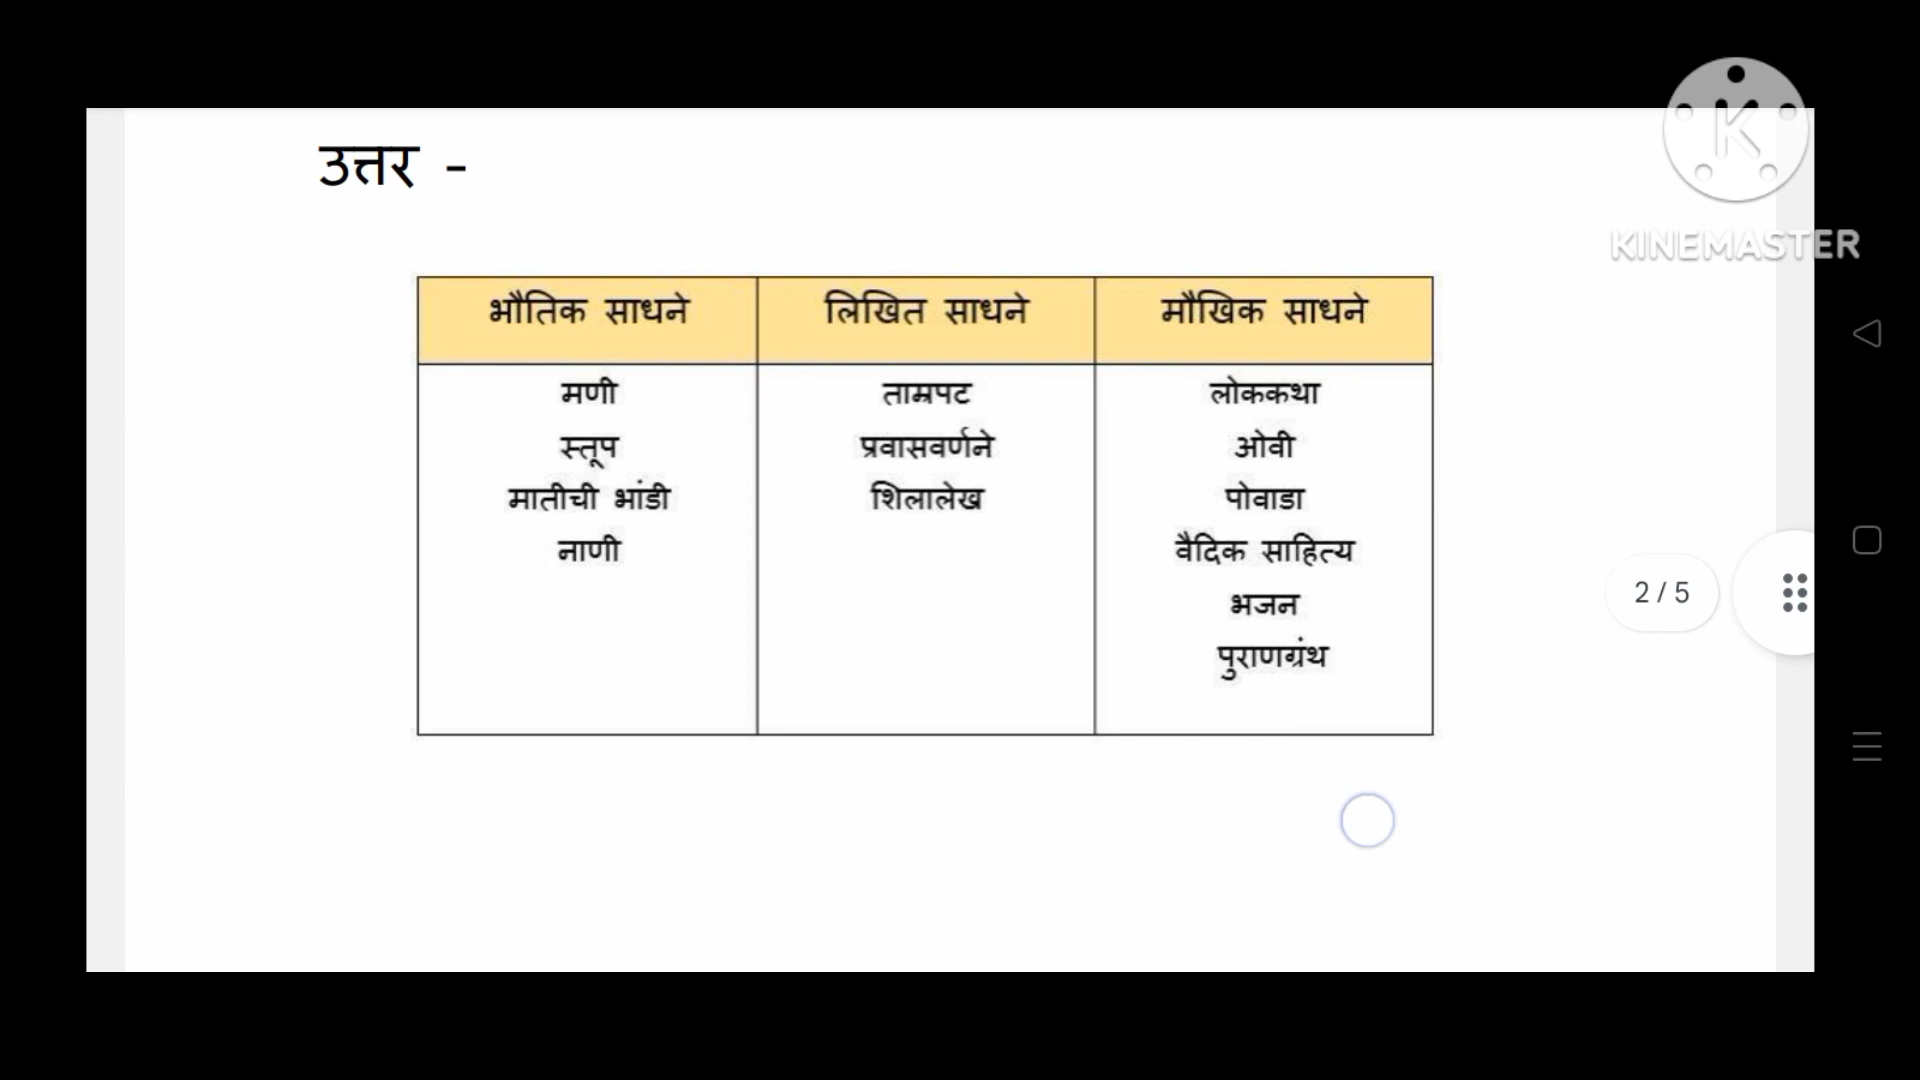 उत्तर -
भौतिक साधने लिखित साधने मौखिक साधने
मणी ताम्रपट लोककथा
स्तूप प्रवासवर्णने ओवी
मातीची भांडी शिलालेख पोवाडा
नाणी वैदिक साहित्य
भजन
पुराणग्रंथ
K
KINEMASTER
2 / 5